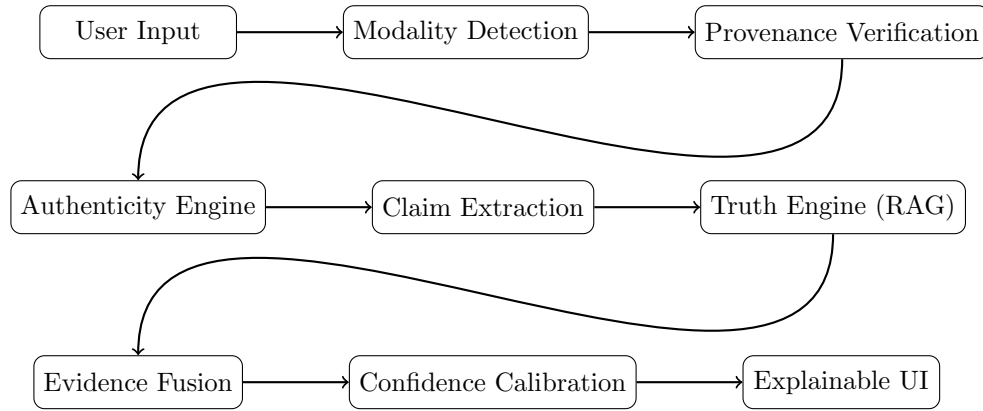 User Input
Modality Detection
Provenance Verification
Authenticity Engine
Claim Extraction
Truth Engine (RAG)
Evidence Fusion
Confidence Calibration
Explainable UI